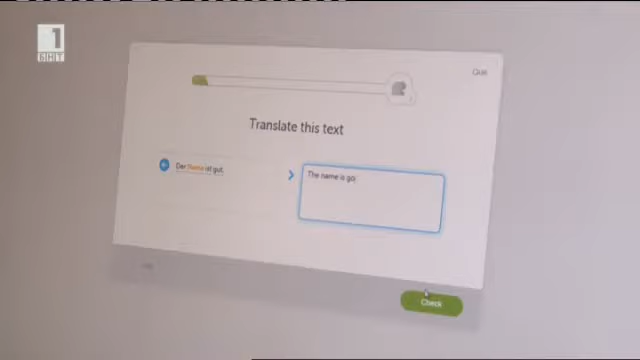 1
БНТ
Quit
Translate this text
Der Name ist gut.
The name is go
Check